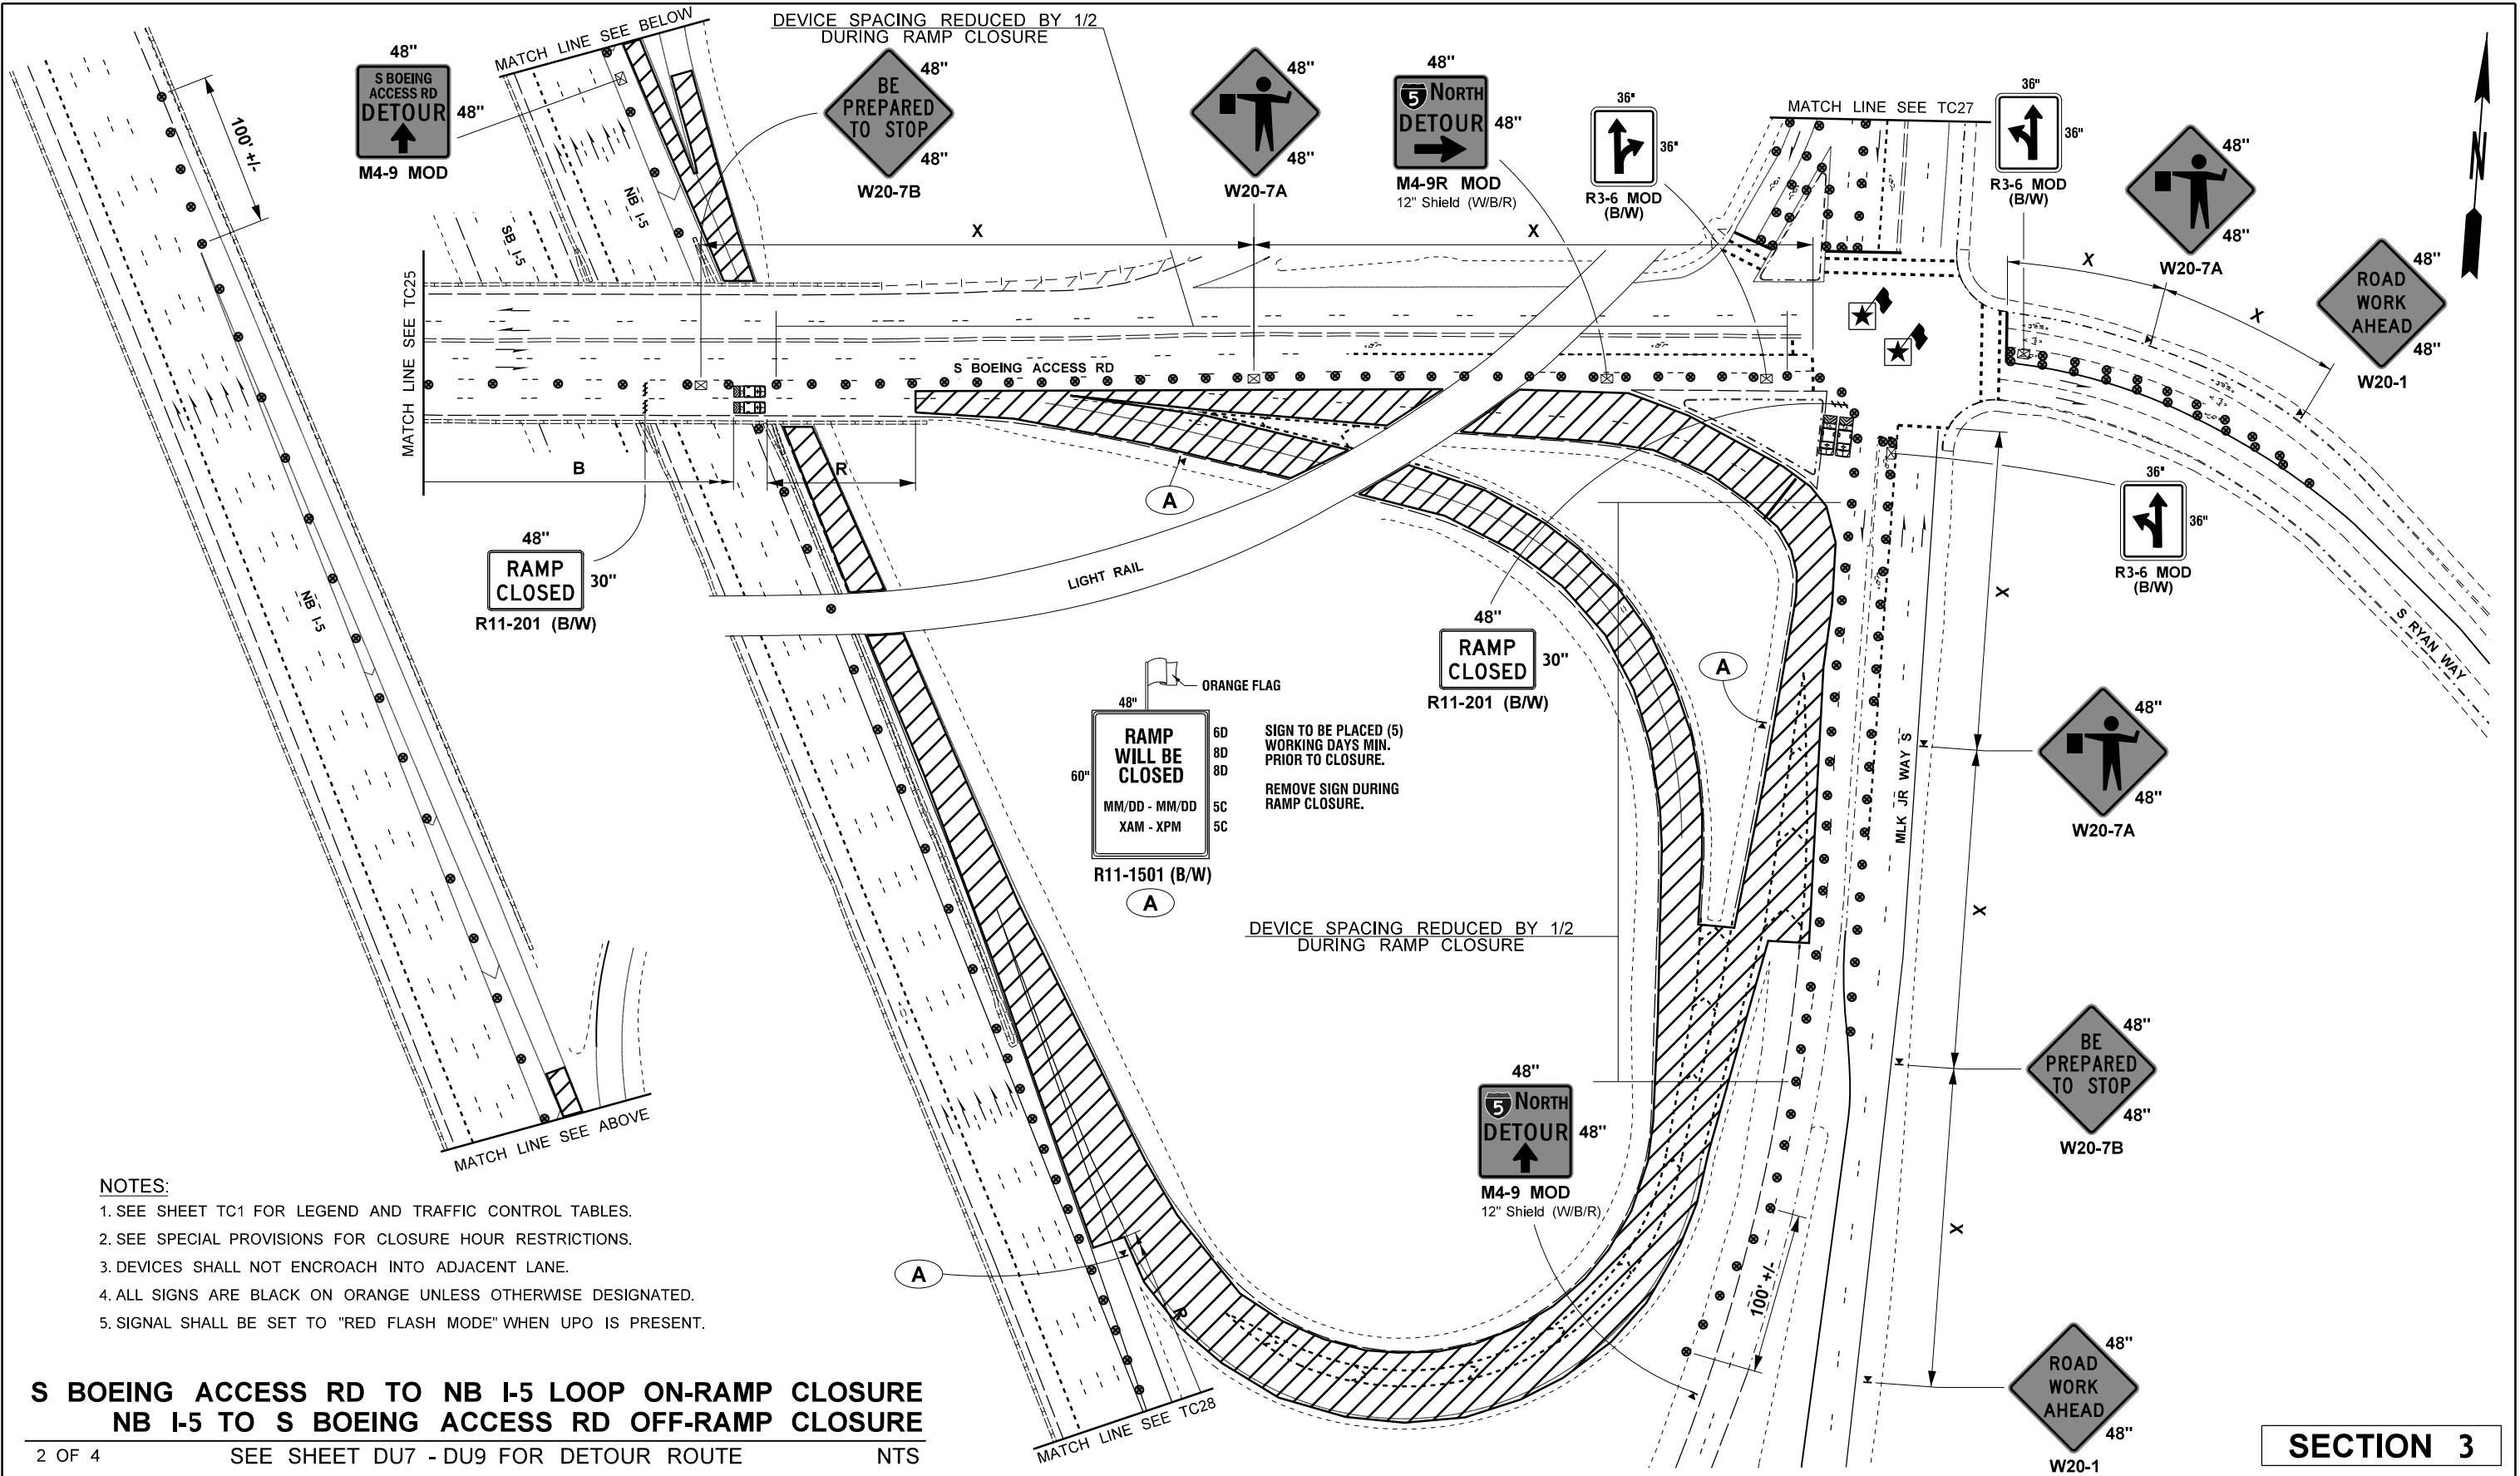 MATCH LINE SEE BELOW
DEVICE SPACING REDUCED BY 1/2
DURING RAMP CLOSURE
48"
S BOEING
ACCESS RD
DETOUR
48"
M4-9 MOD
100' +/-
48"
BE
PREPARED
TO STOP
48"
W20-7B
48"
48"
W20-7A
48"
5 NORTH
DETOUR
48"
M4-9R MOD
12" Shield (W/B/R)
36"
36"
R3-6 MOD
(B/W)
MATCH LINE SEE TC27
36"
36"
R3-6 MOD
(B/W)
48"
48"
W20-7A
48"
ROAD
WORK
AHEAD
48"
W20-1
N
NB I-5
SB I-5
X
X
X
X
MATCH LINE SEE TC25
S BOEING ACCESS RD
B
R
A
48"
RAMP
CLOSED
30"
R11-201 (B/W)
LIGHT RAIL
NB I-5
36"
36"
R3-6 MOD
(B/W)
X
S RYAN WAY
48"
RAMP
CLOSED
30"
R11-201 (B/W)
A
ORANGE FLAG
48"
60"
RAMP
WILL BE
CLOSED
MM/DD - MM/DD
XAM - XPM
6D
8D
8D
5C
5C
R11-1501 (B/W)
A
SIGN TO BE PLACED (5)
WORKING DAYS MIN.
PRIOR TO CLOSURE.
REMOVE SIGN DURING
RAMP CLOSURE.
MLK JR WAY S
48"
48"
W20-7A
X
DEVICE SPACING REDUCED BY 1/2
DURING RAMP CLOSURE
48"
BE
PREPARED
TO STOP
48"
W20-7B
48"
5 NORTH
DETOUR
48"
M4-9 MOD
12" Shield (W/B/R)
X
100' +/-
A
R
MATCH LINE SEE ABOVE
MATCH LINE SEE TC28
48"
ROAD
WORK
AHEAD
48"
W20-1
NOTES:
1. SEE SHEET TC1 FOR LEGEND AND TRAFFIC CONTROL TABLES.
2. SEE SPECIAL PROVISIONS FOR CLOSURE HOUR RESTRICTIONS.
3. DEVICES SHALL NOT ENCROACH INTO ADJACENT LANE.
4. ALL SIGNS ARE BLACK ON ORANGE UNLESS OTHERWISE DESIGNATED.
5. SIGNAL SHALL BE SET TO "RED FLASH MODE" WHEN UPO IS PRESENT.
S BOEING ACCESS RD TO NB I-5 LOOP ON-RAMP CLOSURE
NB I-5 TO S BOEING ACCESS RD OFF-RAMP CLOSURE
2 OF 4 SEE SHEET DU7 - DU9 FOR DETOUR ROUTE NTS
SECTION 3